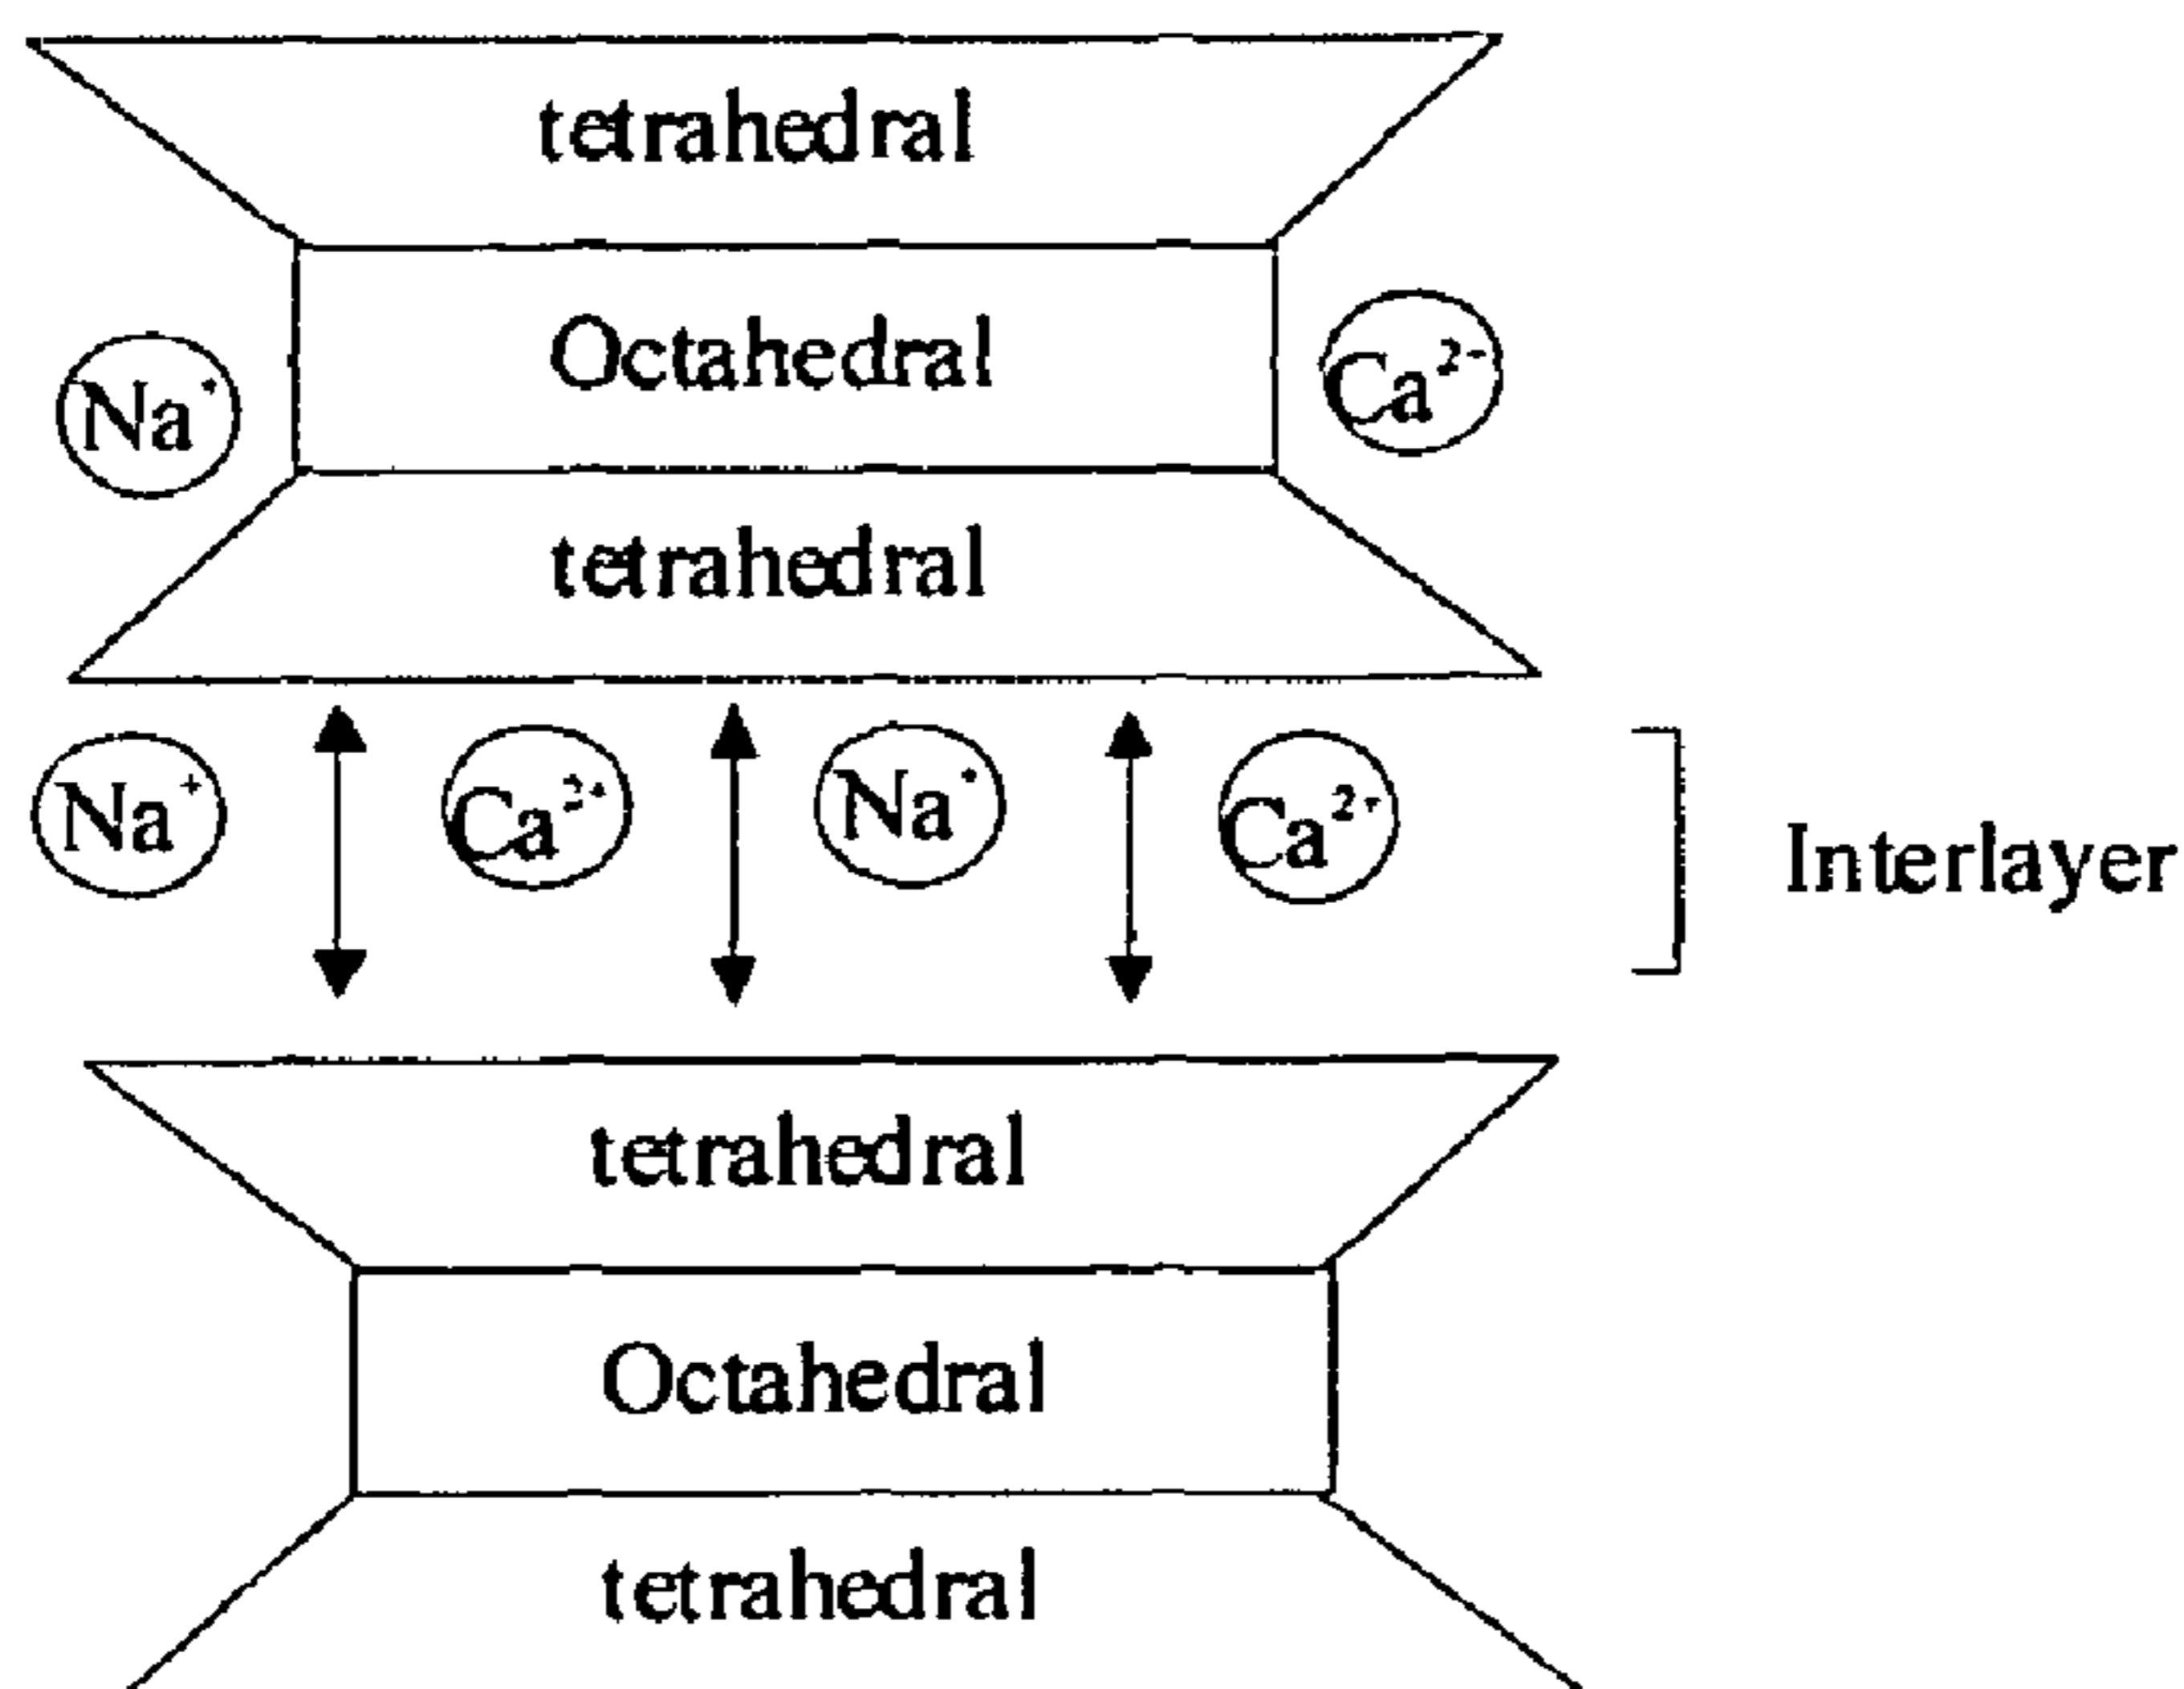 tetrahedral
Octahedral
Na⁺
Ca²⁻
tetrahedral
Na⁺ Ca²⁺ Na⁺ Ca²⁺
Interlayer
tetrahedral
Octahedral
tetrahedral